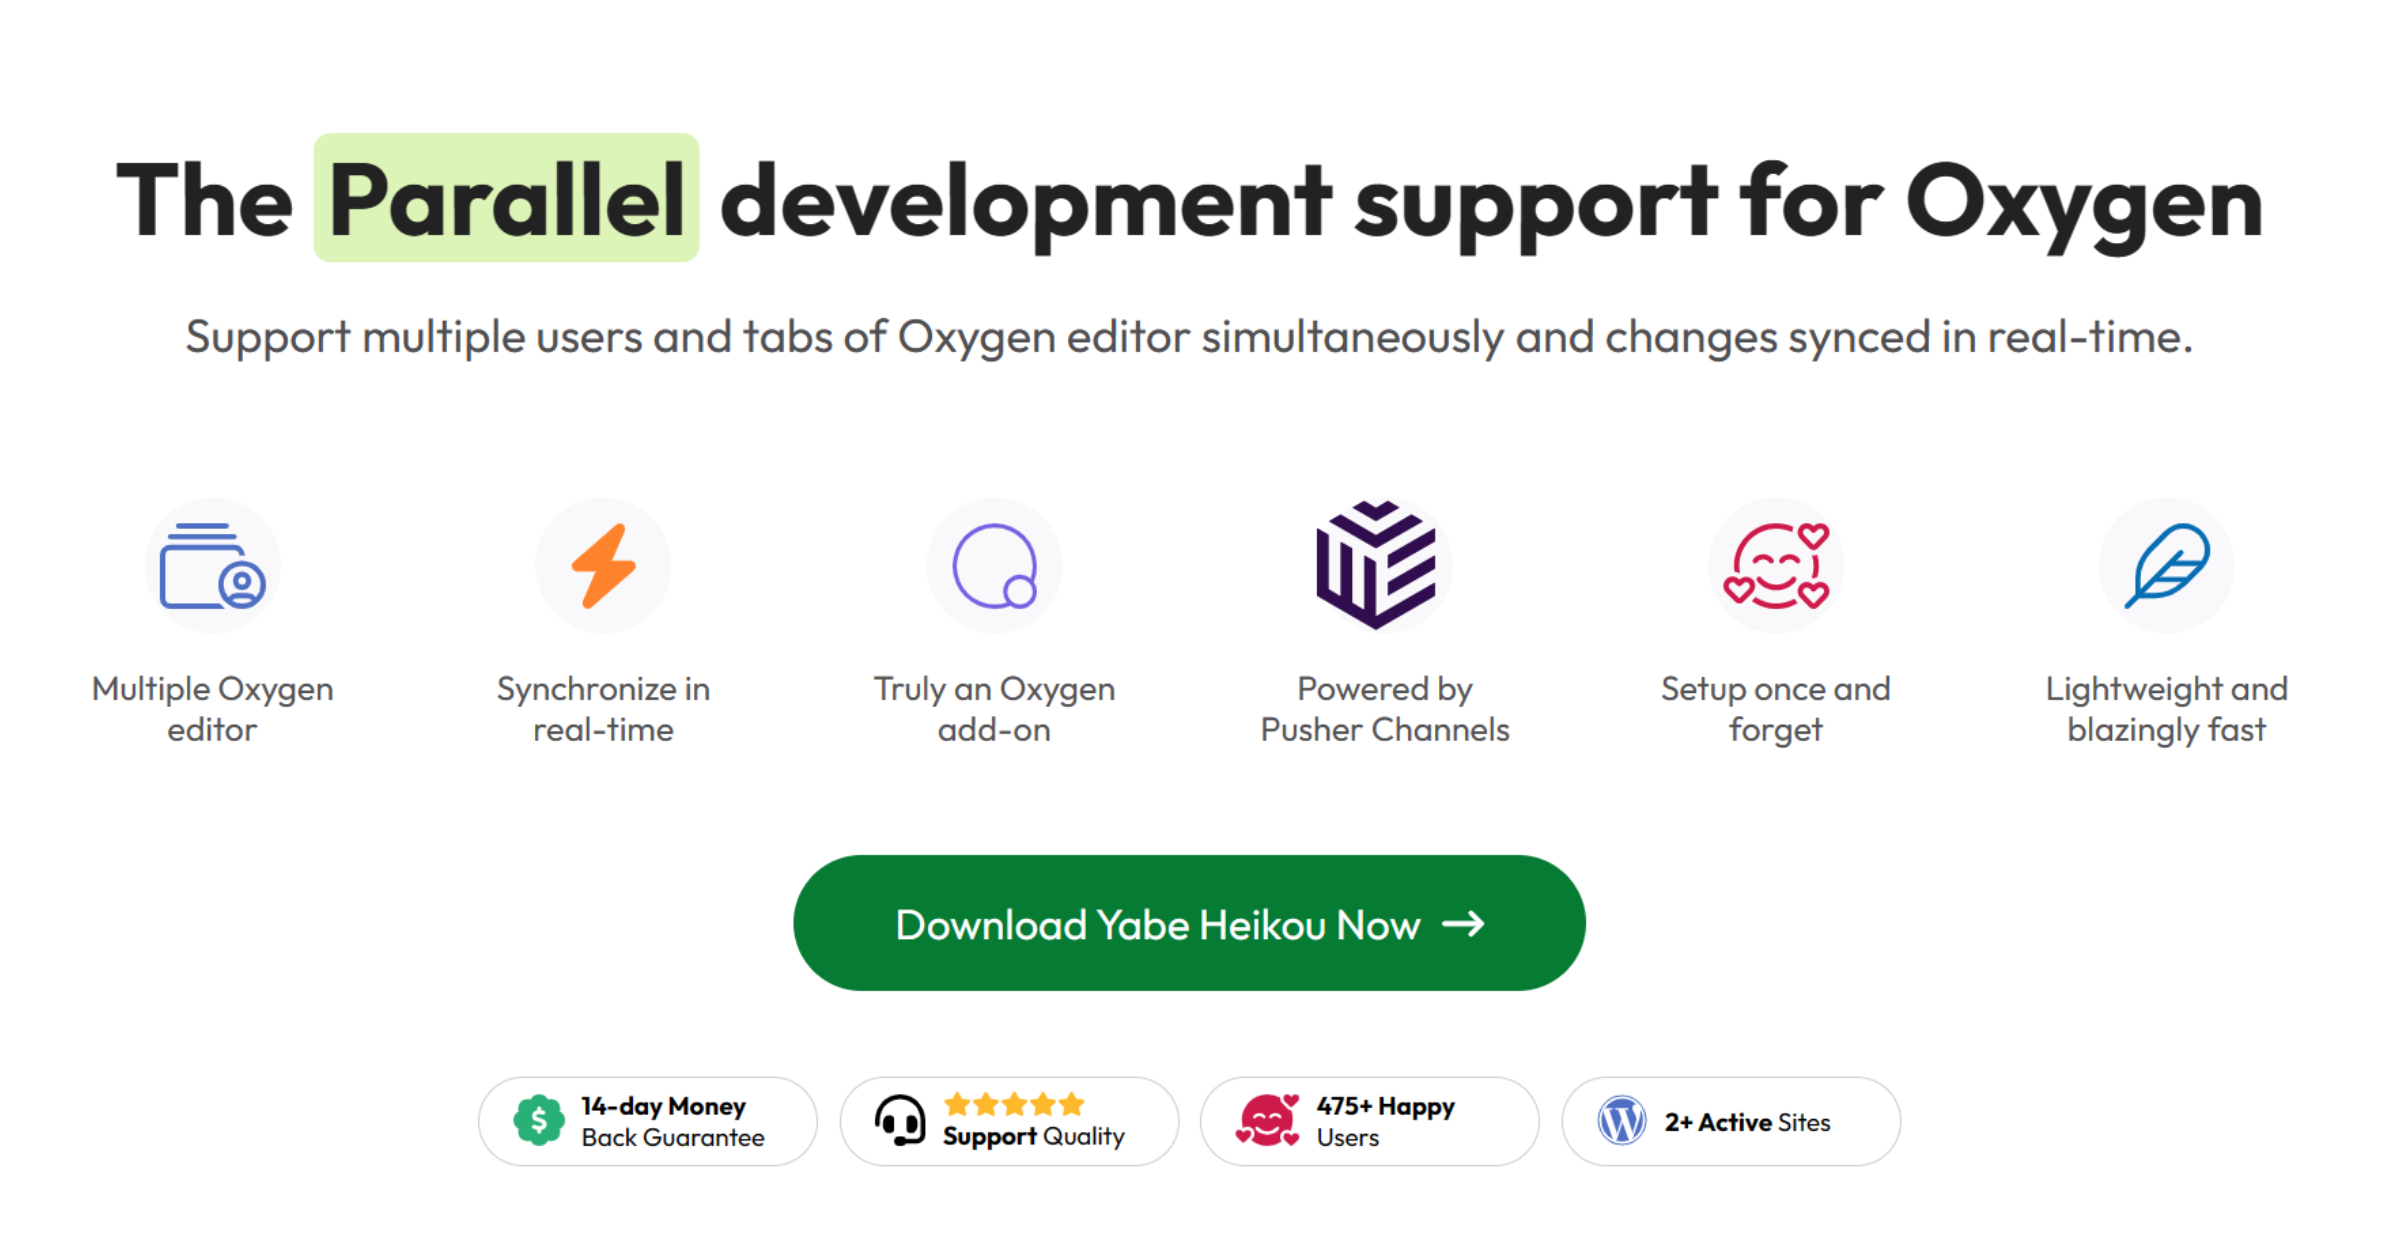 The Parallel development support for Oxygen
Support multiple users and tabs of Oxygen editor simultaneously and changes synced in real-time.
Multiple Oxygen
editor
Synchronize in
real-time
Truly an Oxygen
add-on
Powered by
Pusher Channels
Setup once and
forget
Lightweight and
blazingly fast
Download Yabe Heikou Now →
14-day Money
Back Guarantee
Support Quality
475+ Happy
Users
2+ Active Sites